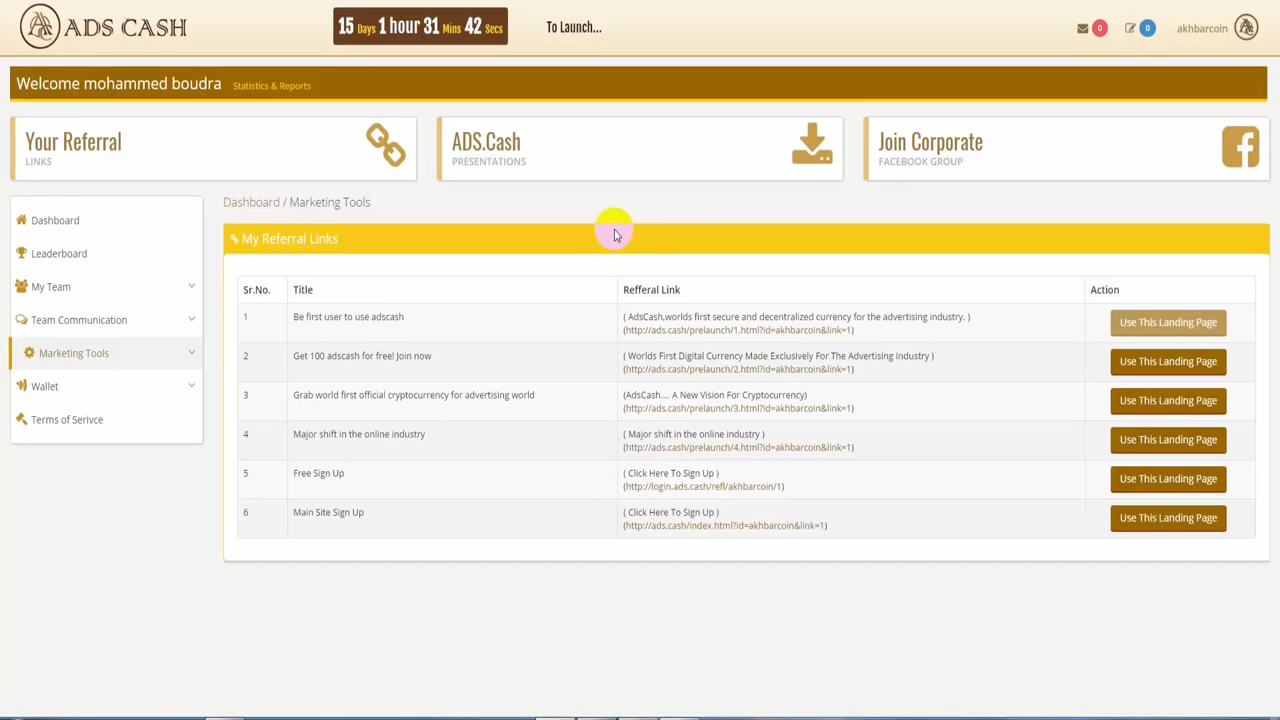 ADS CASH
15 Days 1 hour 31 Mins 42 Secs
To Launch...
0
0
akhbarcoin
Welcome mohammed boudra Statistics & Reports
Your Referral
LINKS
ADS.Cash
PRESENTATIONS
Join Corporate
FACEBOOK GROUP
Dashboard
Leaderboard
My Team
Team Communication
Marketing Tools
Wallet
Terms of Serivce
Dashboard / Marketing Tools
My Referral Links
Sr.No. Title Refferal Link Action
1 Be first user to use adscash ( AdsCash,worlds first secure and decentralized currency for the advertising industry. )
(http://ads.cash/prelaunch/1.html?id=akhbarcoin&link=1) Use This Landing Page
2 Get 100 adscash for free! Join now ( Worlds First Digital Currency Made Exclusively For The Advertising Industry )
(http://ads.cash/prelaunch/2.html?id=akhbarcoin&link=1) Use This Landing Page
3 Grab world first official cryptocurrency for advertising world (AdsCash.... A New Vision For Cryptocurrency)
(http://ads.cash/prelaunch/3.html?id=akhbarcoin&link=1) Use This Landing Page
4 Major shift in the online industry ( Major shift in the online industry )
(http://ads.cash/prelaunch/4.html?id=akhbarcoin&link=1) Use This Landing Page
5 Free Sign Up ( Click Here To Sign Up )
(http://login.ads.cash/refl/akhbarcoin/1) Use This Landing Page
6 Main Site Sign Up ( Click Here To Sign Up )
(http://ads.cash/index.html?id=akhbarcoin&link=1) Use This Landing Page